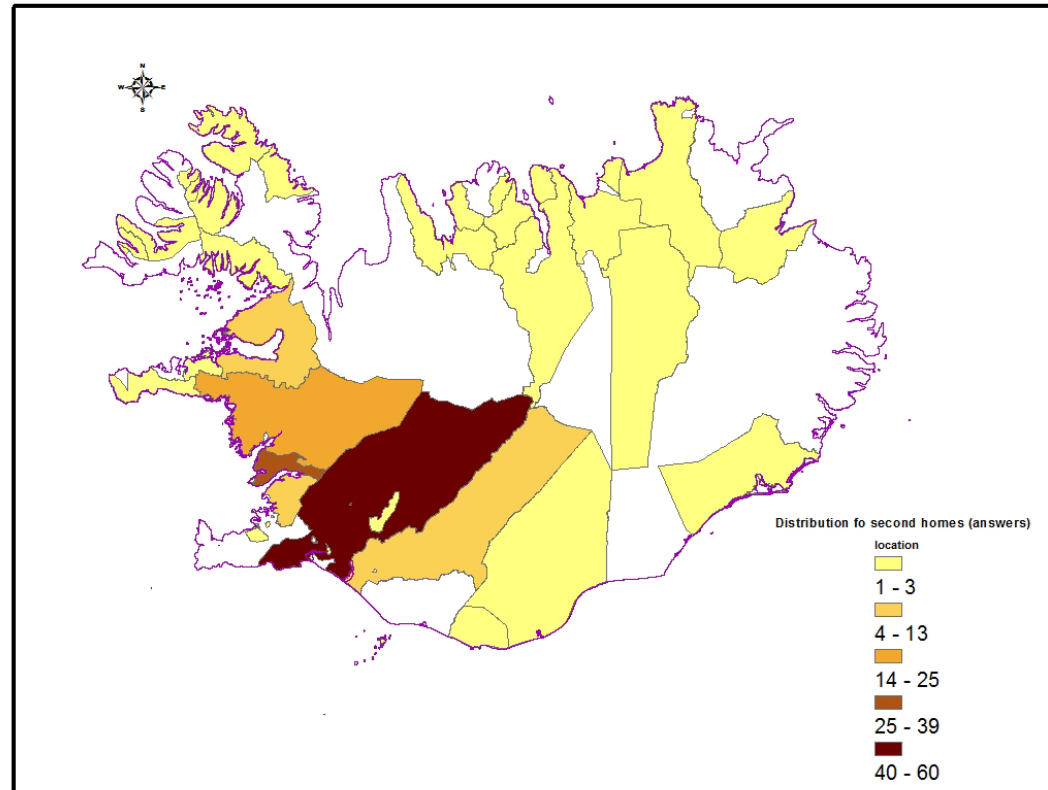 N
W E
S
Distribution fo second homes (answers)
location
1 - 3
4 - 13
14 - 25
25 - 39
40 - 60